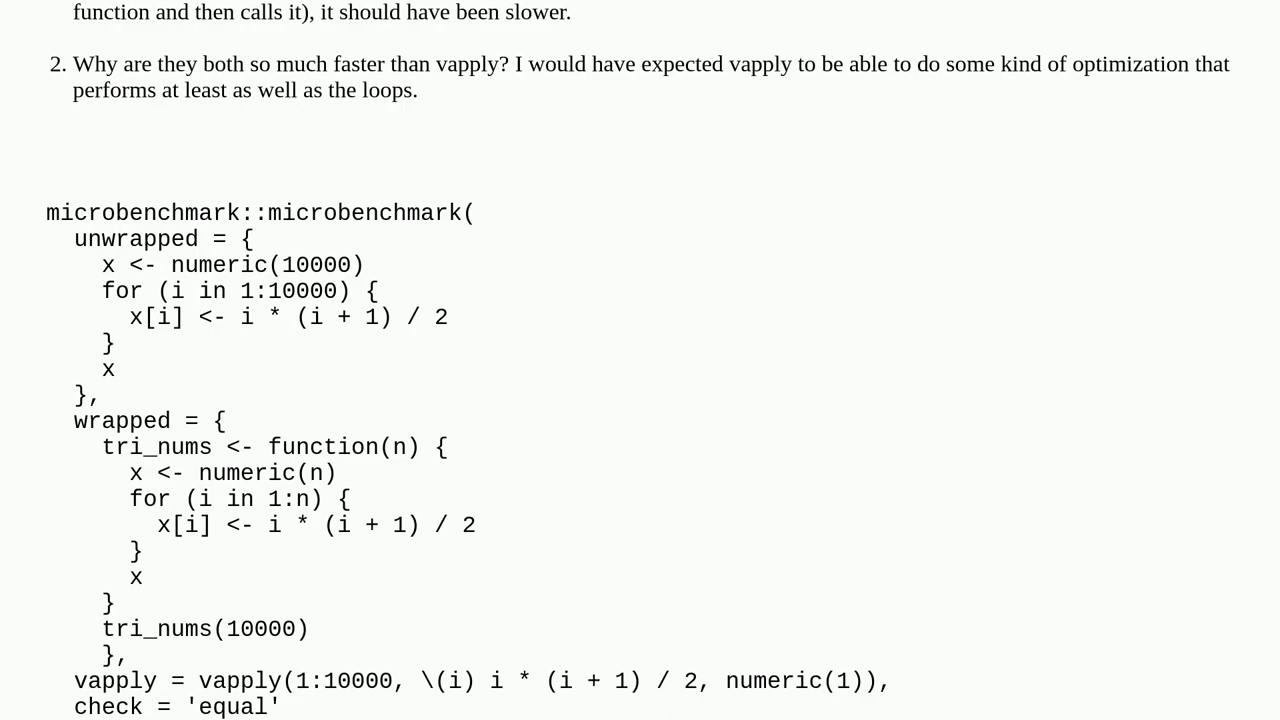 function and then calls it), it should have been slower.
2. Why are they both so much faster than vapply? I would have expected vapply to be able to do some kind of optimization that
performs at least as well as the loops.
microbenchmark::microbenchmark(
  unwrapped = {
    x <- numeric(10000)
    for (i in 1:10000) {
      x[i] <- i * (i + 1) / 2
    }
    x
  },
  wrapped = {
    tri_nums <- function(n) {
      x <- numeric(n)
      for (i in 1:n) {
        x[i] <- i * (i + 1) / 2
      }
      x
    }
    tri_nums(10000)
    },
  vapply = vapply(1:10000, \(i) i * (i + 1) / 2, numeric(1)),
  check = 'equal'